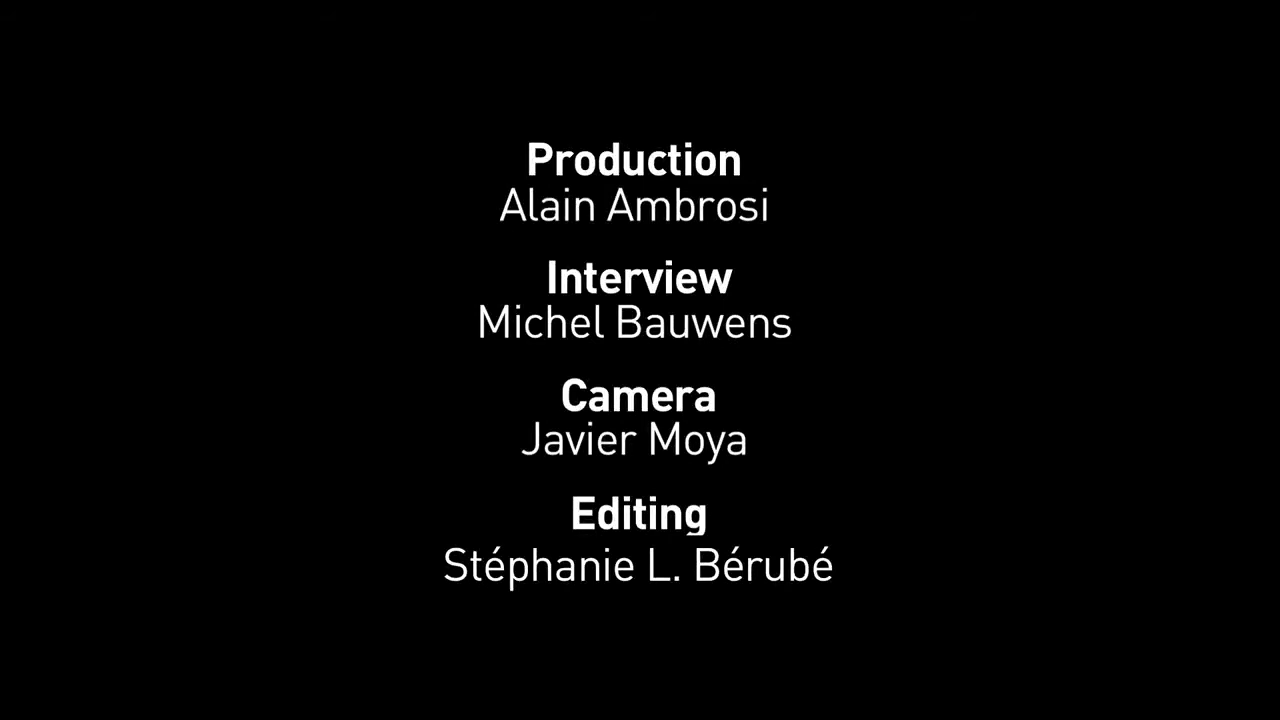 Production
Alain Ambrosi
Interview
Michel Bauwens
Camera
Javier Moya
Editing
Stéphanie L. Bérubé